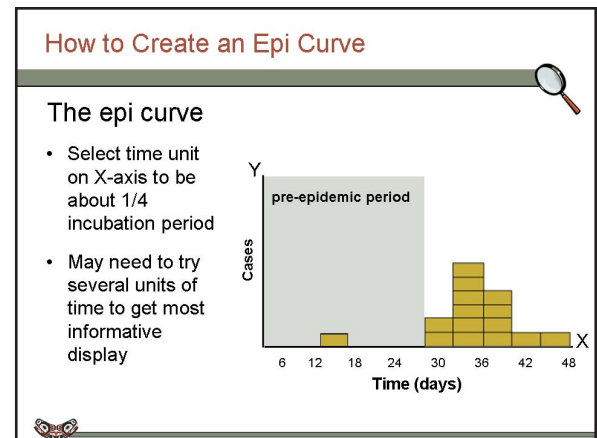 How to Create an Epi Curve
The epi curve
• Select time unit
on X-axis to be
about 1/4
incubation period
• May need to try
several units of
time to get most
informative
display
Y
pre-epidemic period
Cases
X
6 12 18 24 30 36 42 48
Time (days)